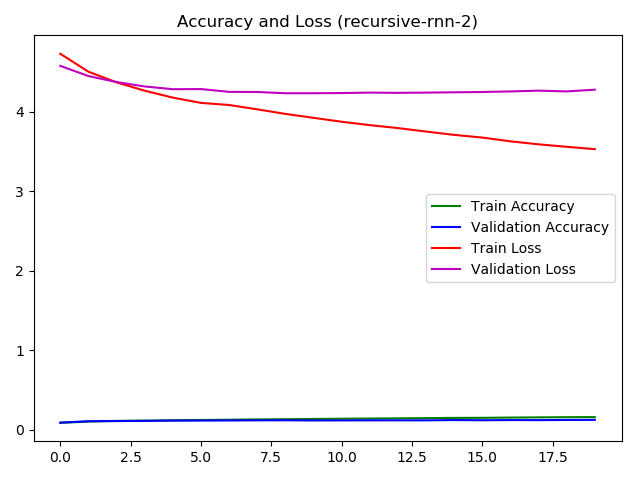 Accuracy and Loss (recursive-rnn-2)
4
3
2
1
0
Train Accuracy
Validation Accuracy
Train Loss
Validation Loss
0.0 2.5 5.0 7.5 10.0 12.5 15.0 17.5